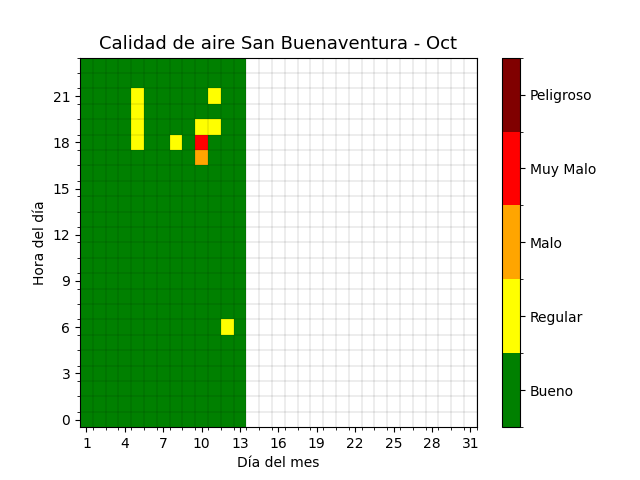 Calidad de aire San Buenaventura - Oct
Hora del día
21
18
15
12
9
6
3
0
1 4 7 10 13 16 19 22 25 28 31
Día del mes
Peligroso
Muy Malo
Malo
Regular
Bueno